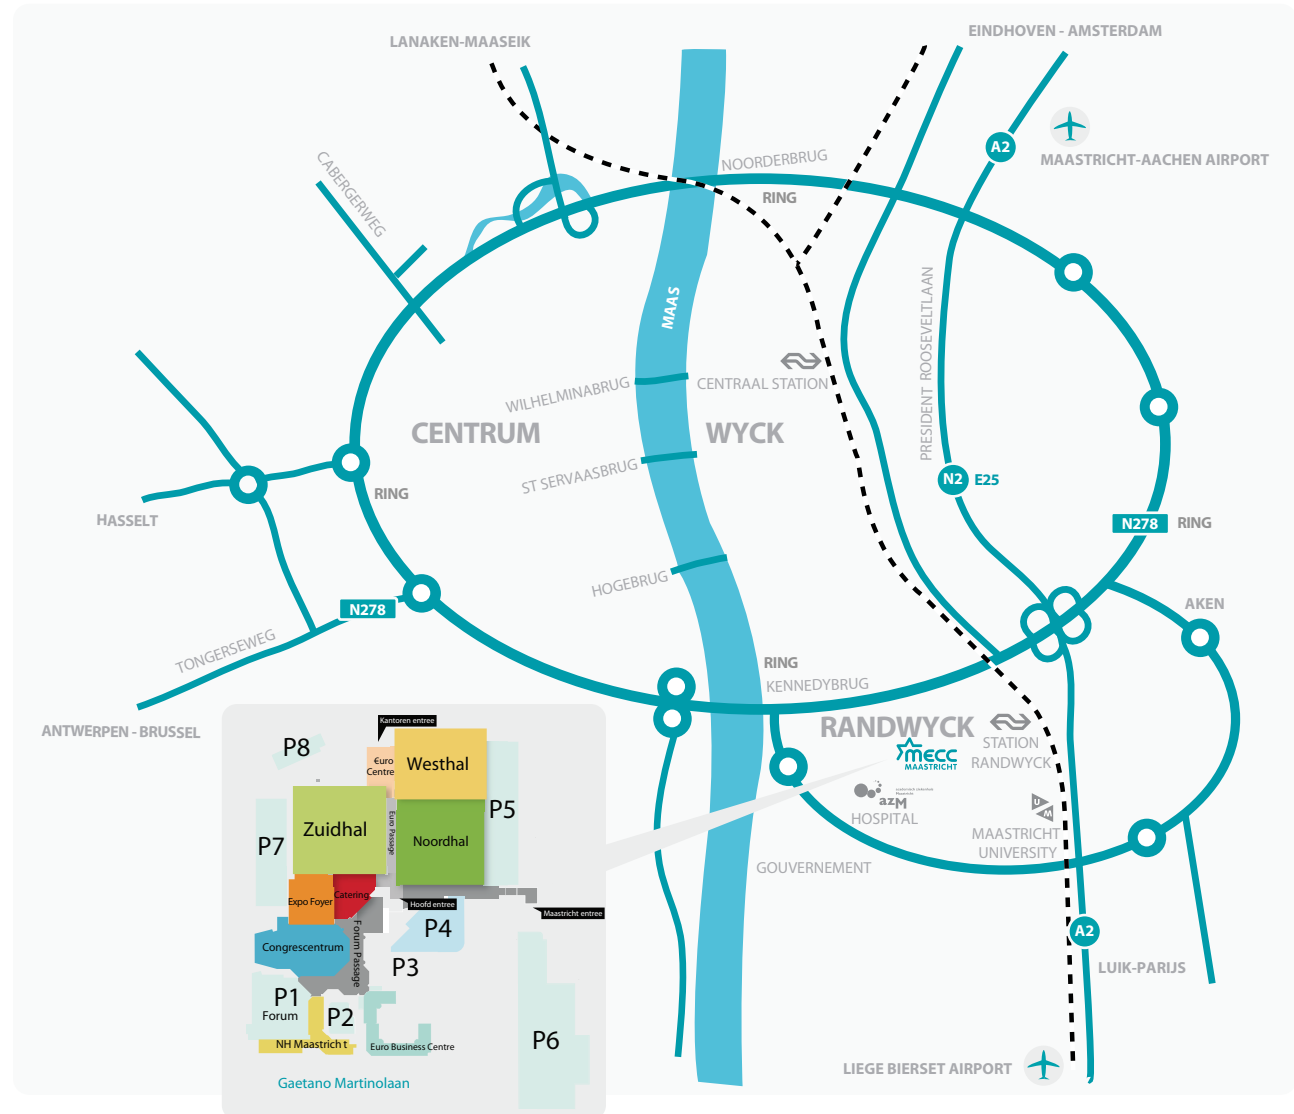 LANAKEN-MAASEIK
EINDHOVEN - AMSTERDAM
A2
MAASTRICHT-AACHEN AIRPORT
NOORDERBRUG
RING
CABERGERWEG
MAAS
PRESIDENT ROOSEVELTLAAN
WILHELMINABRUG
CENTRAAL STATION
CENTRUM
WYCK
ST SERVAASBRUG
N2
E25
RING
HASSELT
N278
RING
HOGEBRUG
N278
AKEN
TONGERSEWEG
RING
KENNEDYBRUG
ANTWERPEN - BRUSSEL
RANDWYCK
STATION
RANDWYCK
MECC
MAASTRICHT
azM
HOSPITAL
U
M
MAASTRICHT
UNIVERSITY
GOUVERNEMENT
A2
LUIK-PARIJS
LIEGE BIERSET AIRPORT
Kantoren entree
P8
Euro
Centre
Westhal
P5
Zuidhal
Euro Passage
Noordhal
P7
Expo Foyer
Catering
Hoofd entree
Maastricht entree
P4
Forum Passage
Congrescentrum
P3
P1
Forum
P2
P6
NH Maastricht
Euro Business Centre
Gaetano Martinolaan